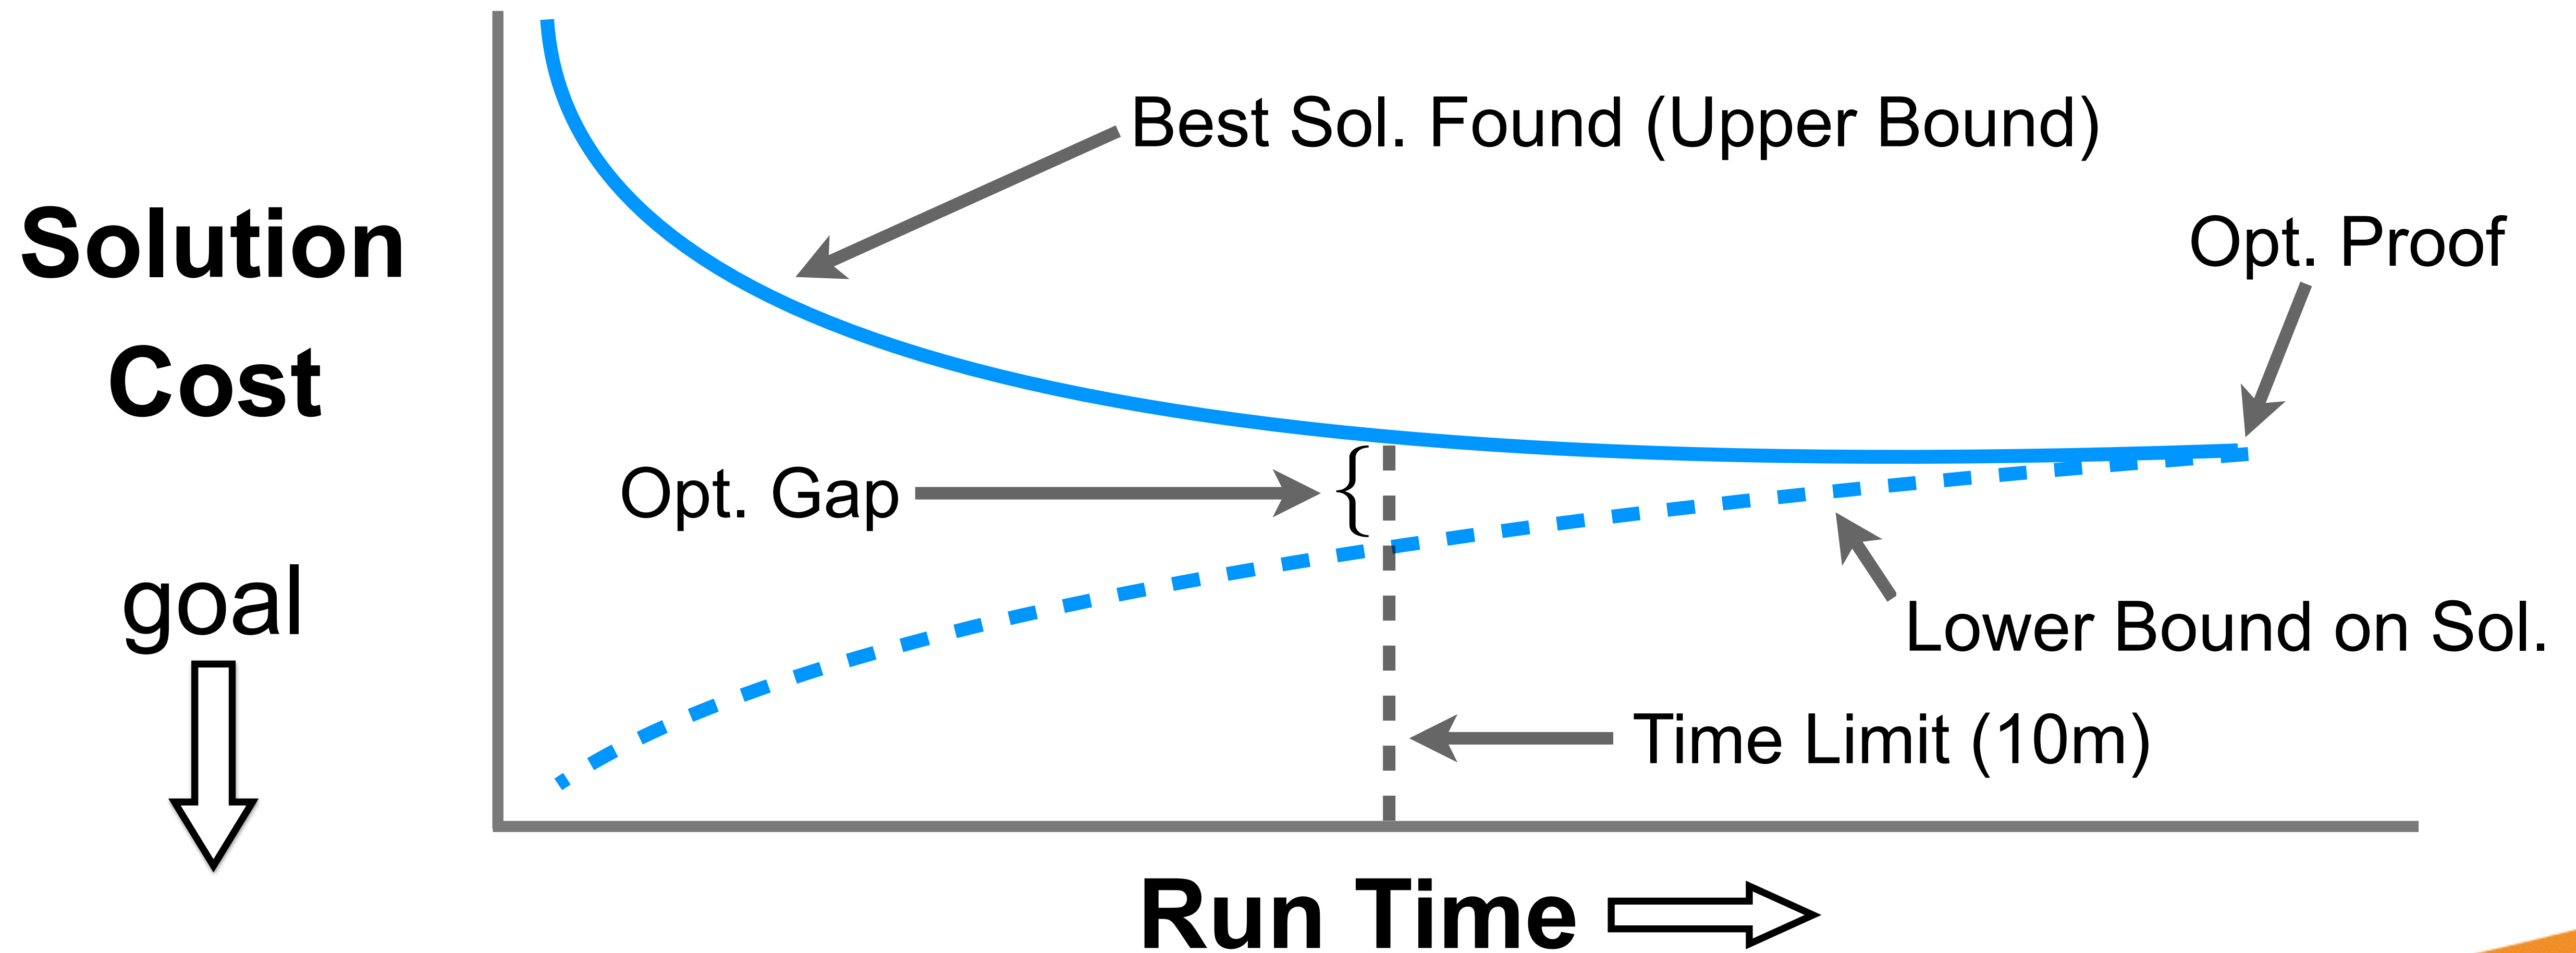 Best Sol. Found (Upper Bound)
Solution
Cost
Opt. Proof
Opt. Gap
goal
Lower Bound on Sol.
Time Limit (10m)
Run Time